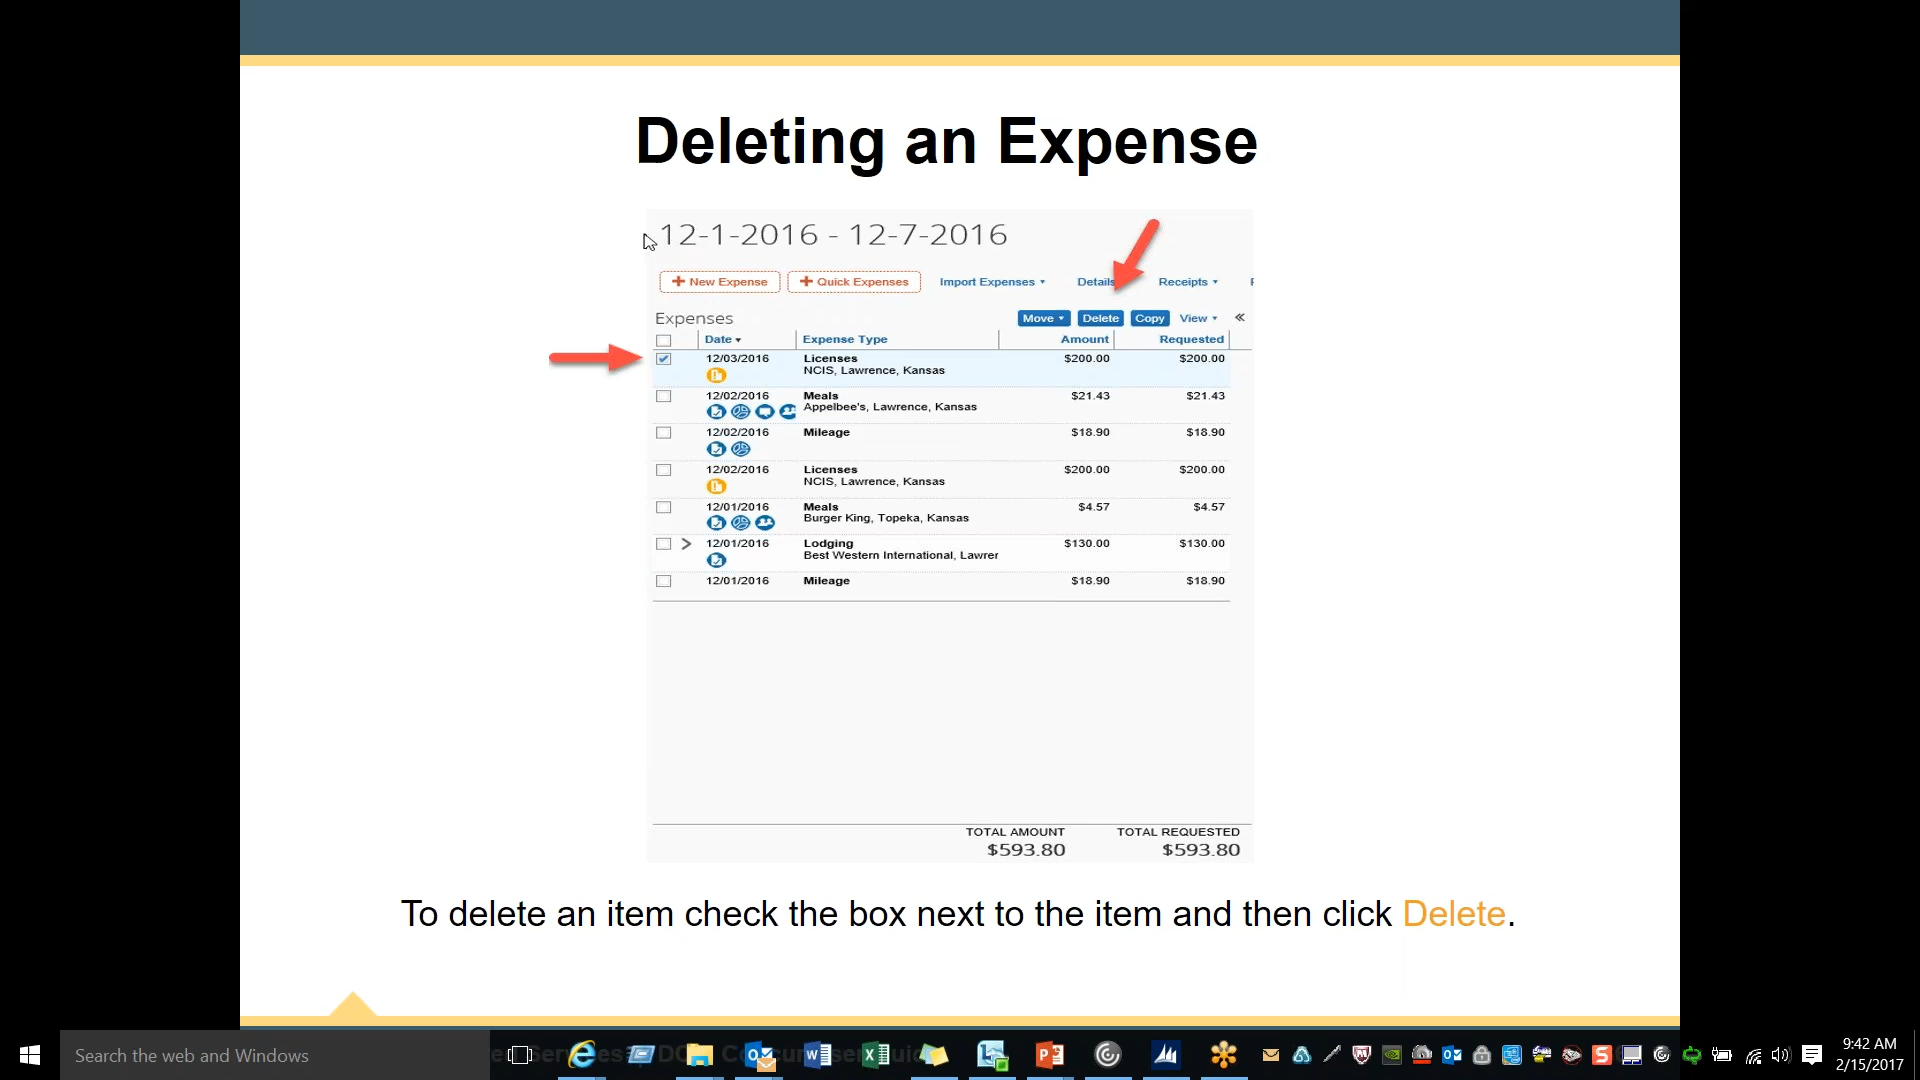 Deleting an Expense
12-1-2016 - 12-7-2016
New Expense Quick Expenses Import Expenses Details Receipts
Expenses Move Delete Copy View
Date Expense Type Amount Requested
12/03/2016 Licenses $200.00 $200.00
NCIS, Lawrence, Kansas
12/02/2016 Meals $21.43 $21.43
Appelbee's, Lawrence, Kansas
12/02/2016 Mileage $18.90 $18.90
12/02/2016 Licenses $200.00 $200.00
NCIS, Lawrence, Kansas
12/01/2016 Meals $4.57 $4.57
Burger King, Topeka, Kansas
12/01/2016 Lodging $130.00 $130.00
Best Western International, Lawrer
12/01/2016 Mileage $18.90 $18.90
TOTAL AMOUNT TOTAL REQUESTED
$593.80 $593.80
To delete an item check the box next to the item and then click Delete.
Search the web and Windows
9:42 AM
2/15/2017